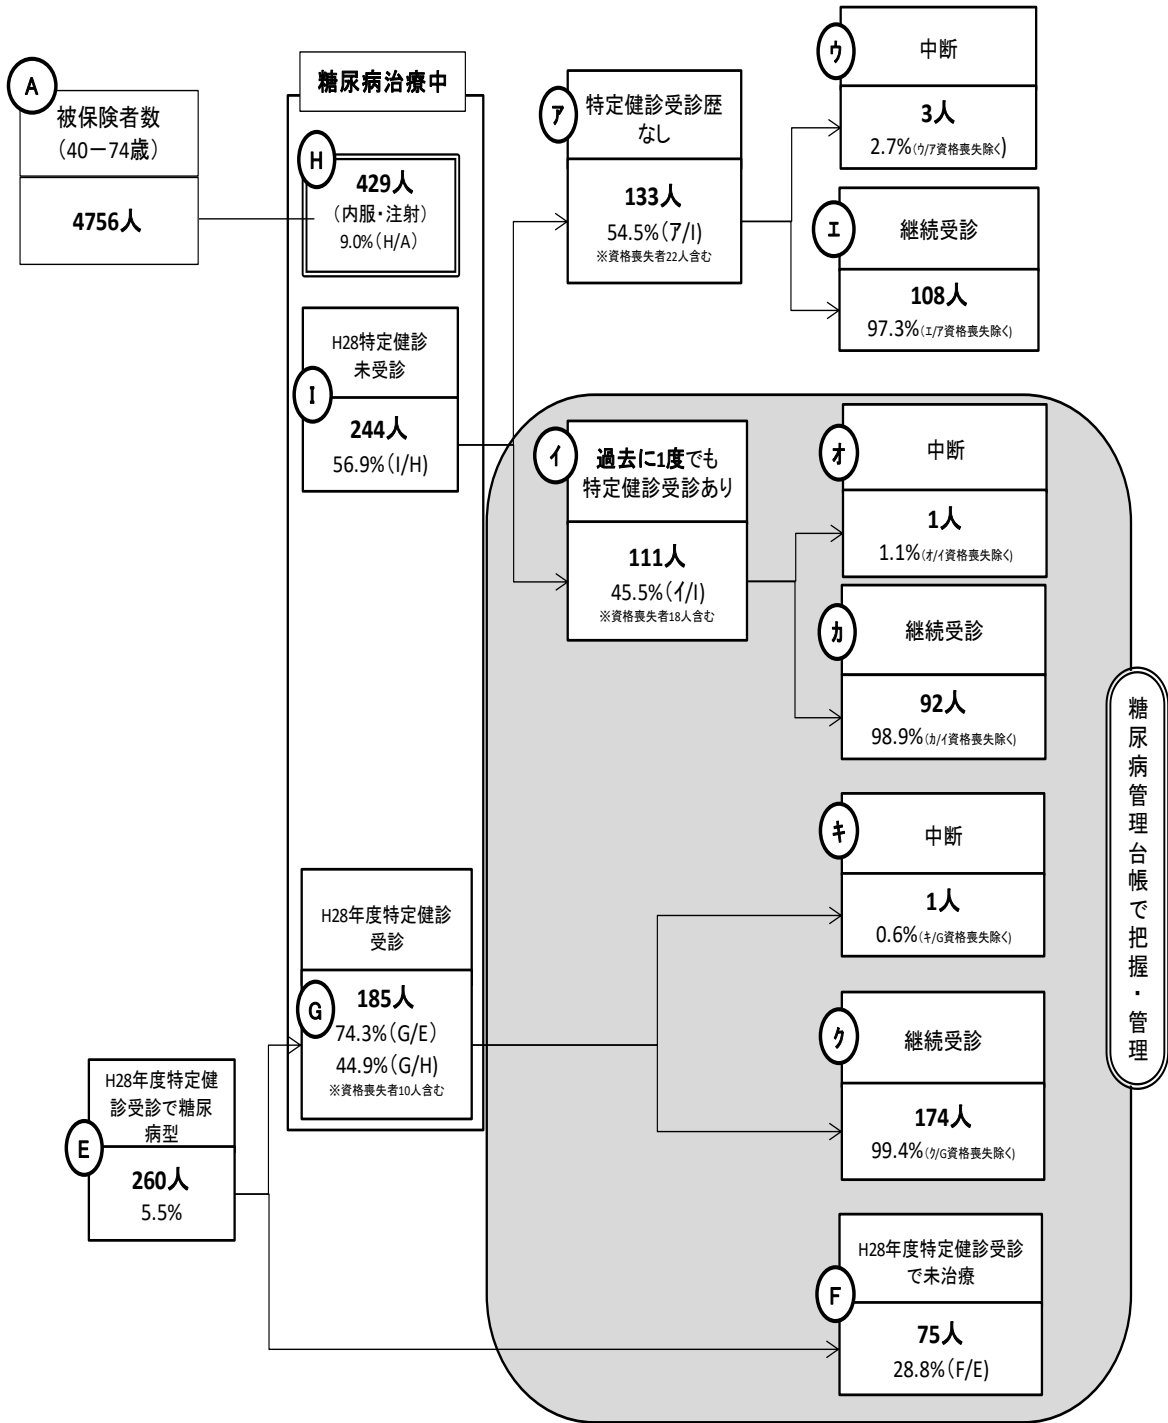 A
被保険者数
（40－74歳）
4756人
糖尿病治療中
H
429人
（内服・注射）
9.0%（H/A）
H28特定健診
未受診
I
244人
56.9%（I/H）
ア
特定健診受診歴
なし
133人
54.5%（ア/I）
※資格喪失者22人含む
ウ
中断
3人
2.7%（ウ/ア資格喪失除く）
エ
継続受診
108人
97.3%（エ/ア資格喪失除く）
イ
過去に1度でも
特定健診受診あり
111人
45.5%（イ/I）
※資格喪失者18人含む
オ
中断
1人
1.1%（オ/イ資格喪失除く）
カ
継続受診
92人
98.9%（カ/イ資格喪失除く）
H28年度特定健診
受診
G
185人
74.3%（G/E）
44.9%（G/H）
※資格喪失者10人含む
キ
中断
1人
0.6%（キ/G資格喪失除く）
ク
継続受診
174人
99.4%（ク/G資格喪失除く）
H28年度特定健
診受診で糖尿
病型
E
260人
5.5%
H28年度特定健診受診
で未治療
F
75人
28.8%（F/E）
糖尿病管理台帳で把握・管理